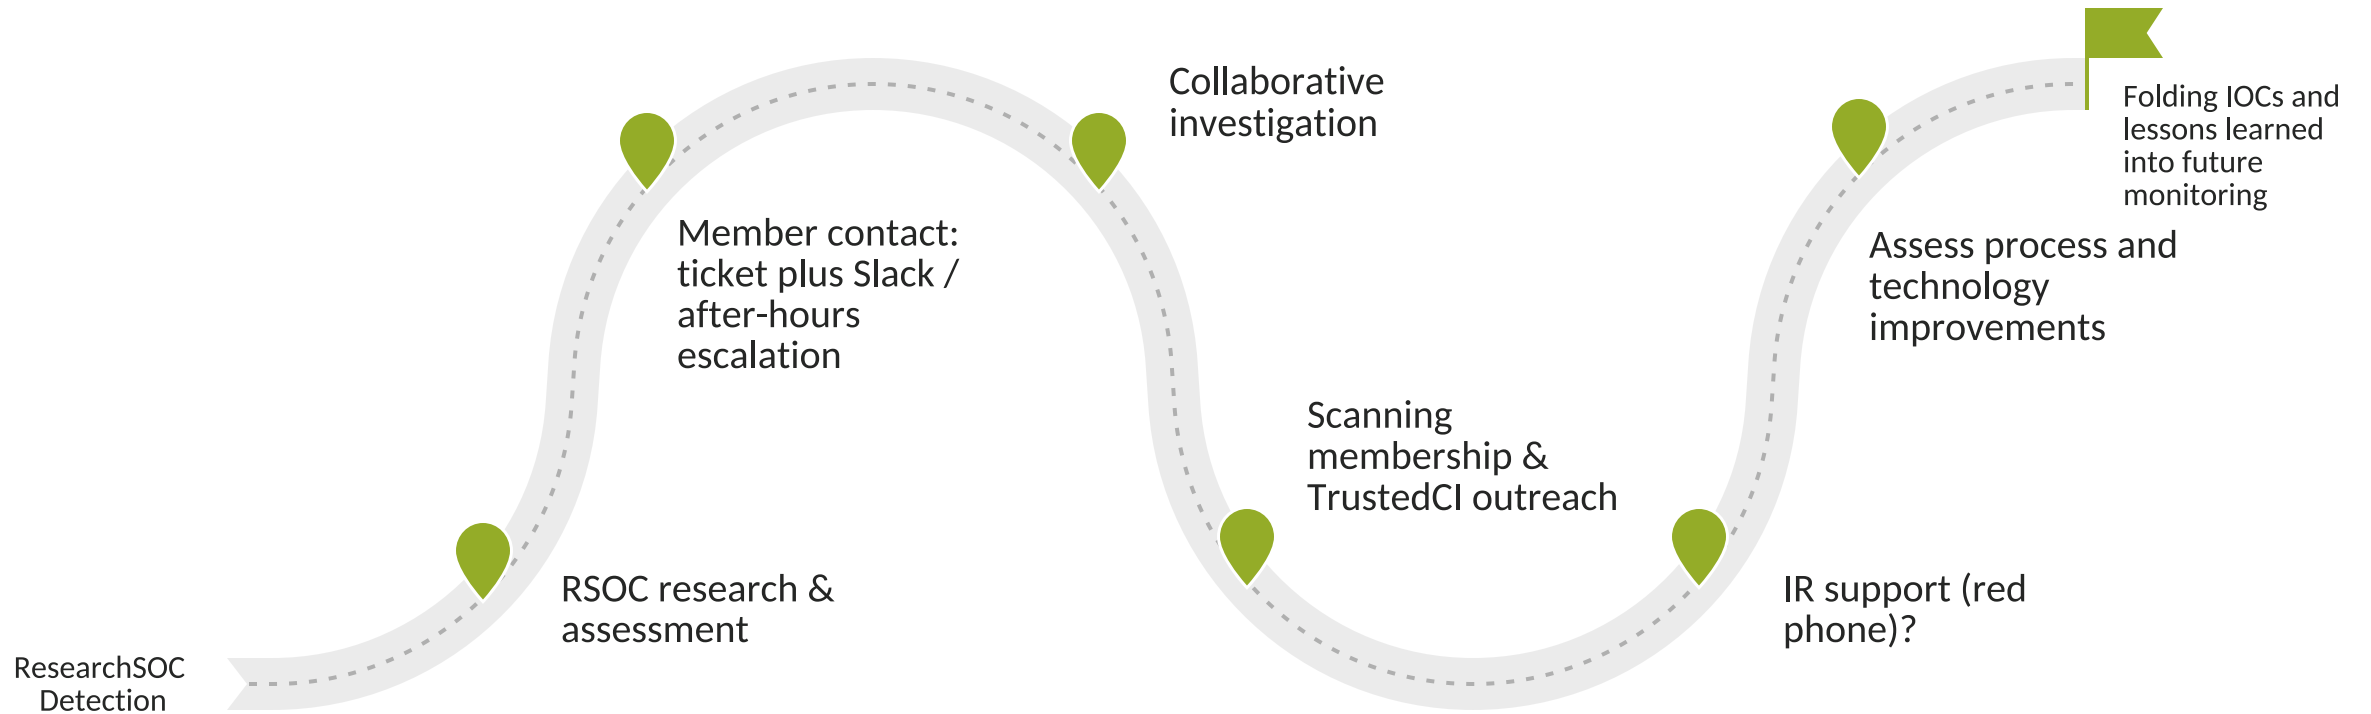 ResearchSOC
Detection
RSOC research &
assessment
Member contact:
ticket plus Slack /
after-hours
escalation
Collaborative
investigation
Scanning
membership &
TrustedCI outreach
IR support (red
phone)?
Assess process and
technology
improvements
Folding IOCs and
lessons learned
into future
monitoring